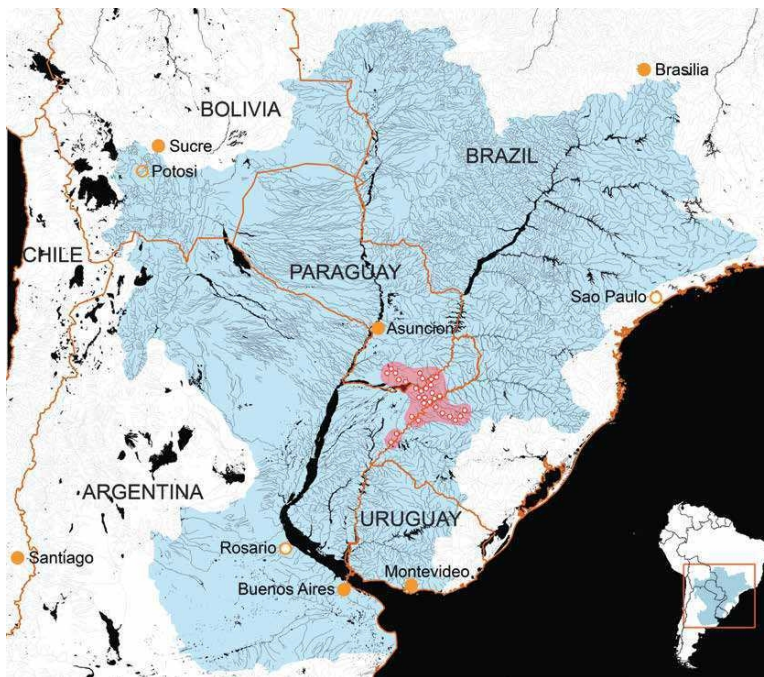 Brasilia
BOLIVIA
Sucre
BRAZIL
Potosi
CHILE
PARAGUAY
Sao Paulo
Asuncion
ARGENTINA
URUGUAY
Rosario
Santiago
Montevideo
Buenos Aires